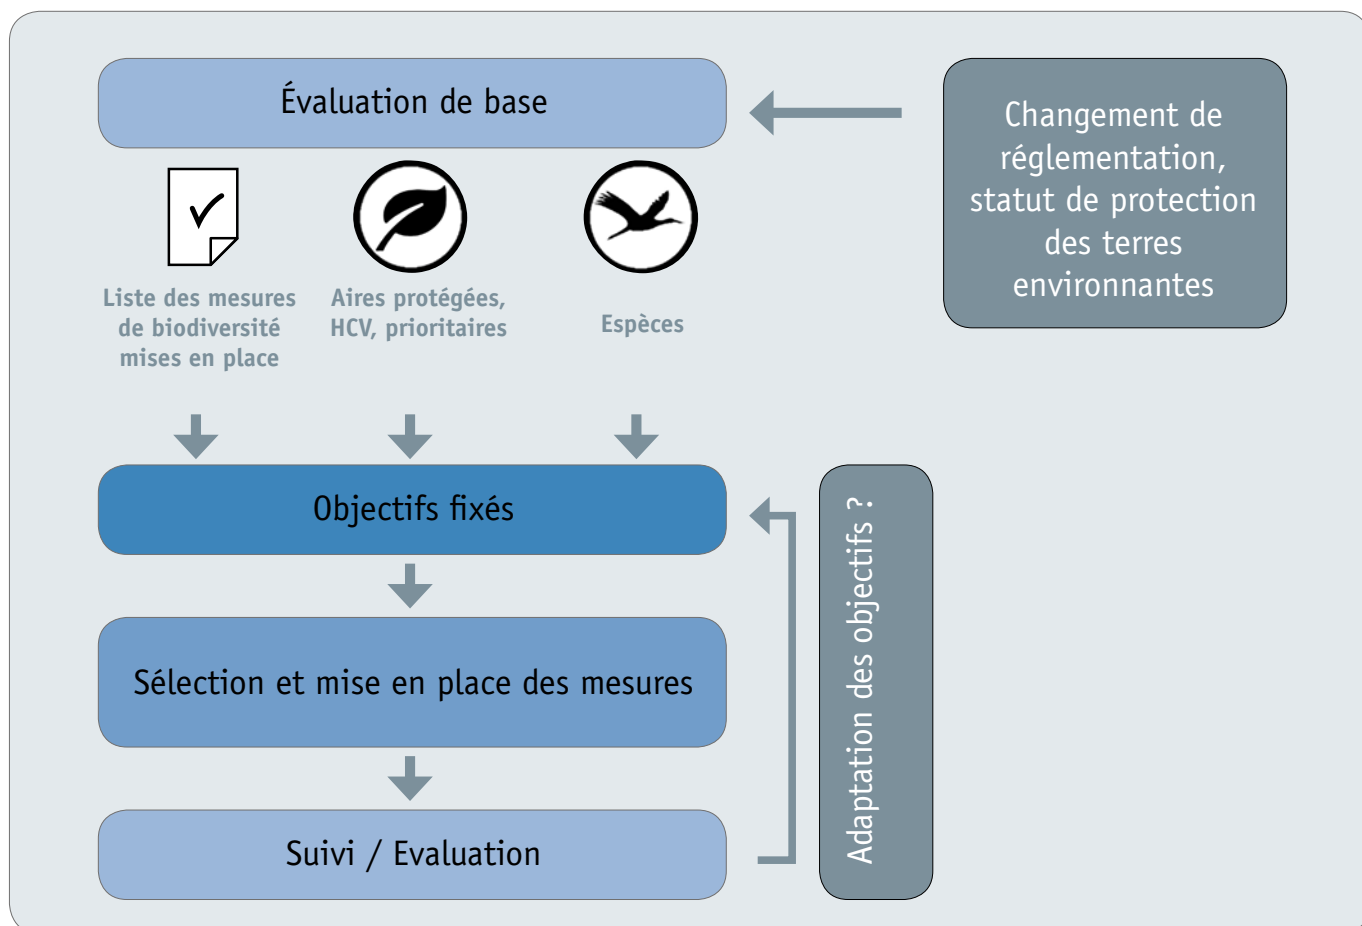 Évaluation de base
Changement de
réglementation,
statut de protection
des terres
environnantes
Liste des mesures
de biodiversité
mises en place
Aires protégées,
HCV, prioritaires
Espèces
Objectifs fixés
Sélection et mise en place des mesures
Suivi / Evaluation
Adaptation des objectifs ?